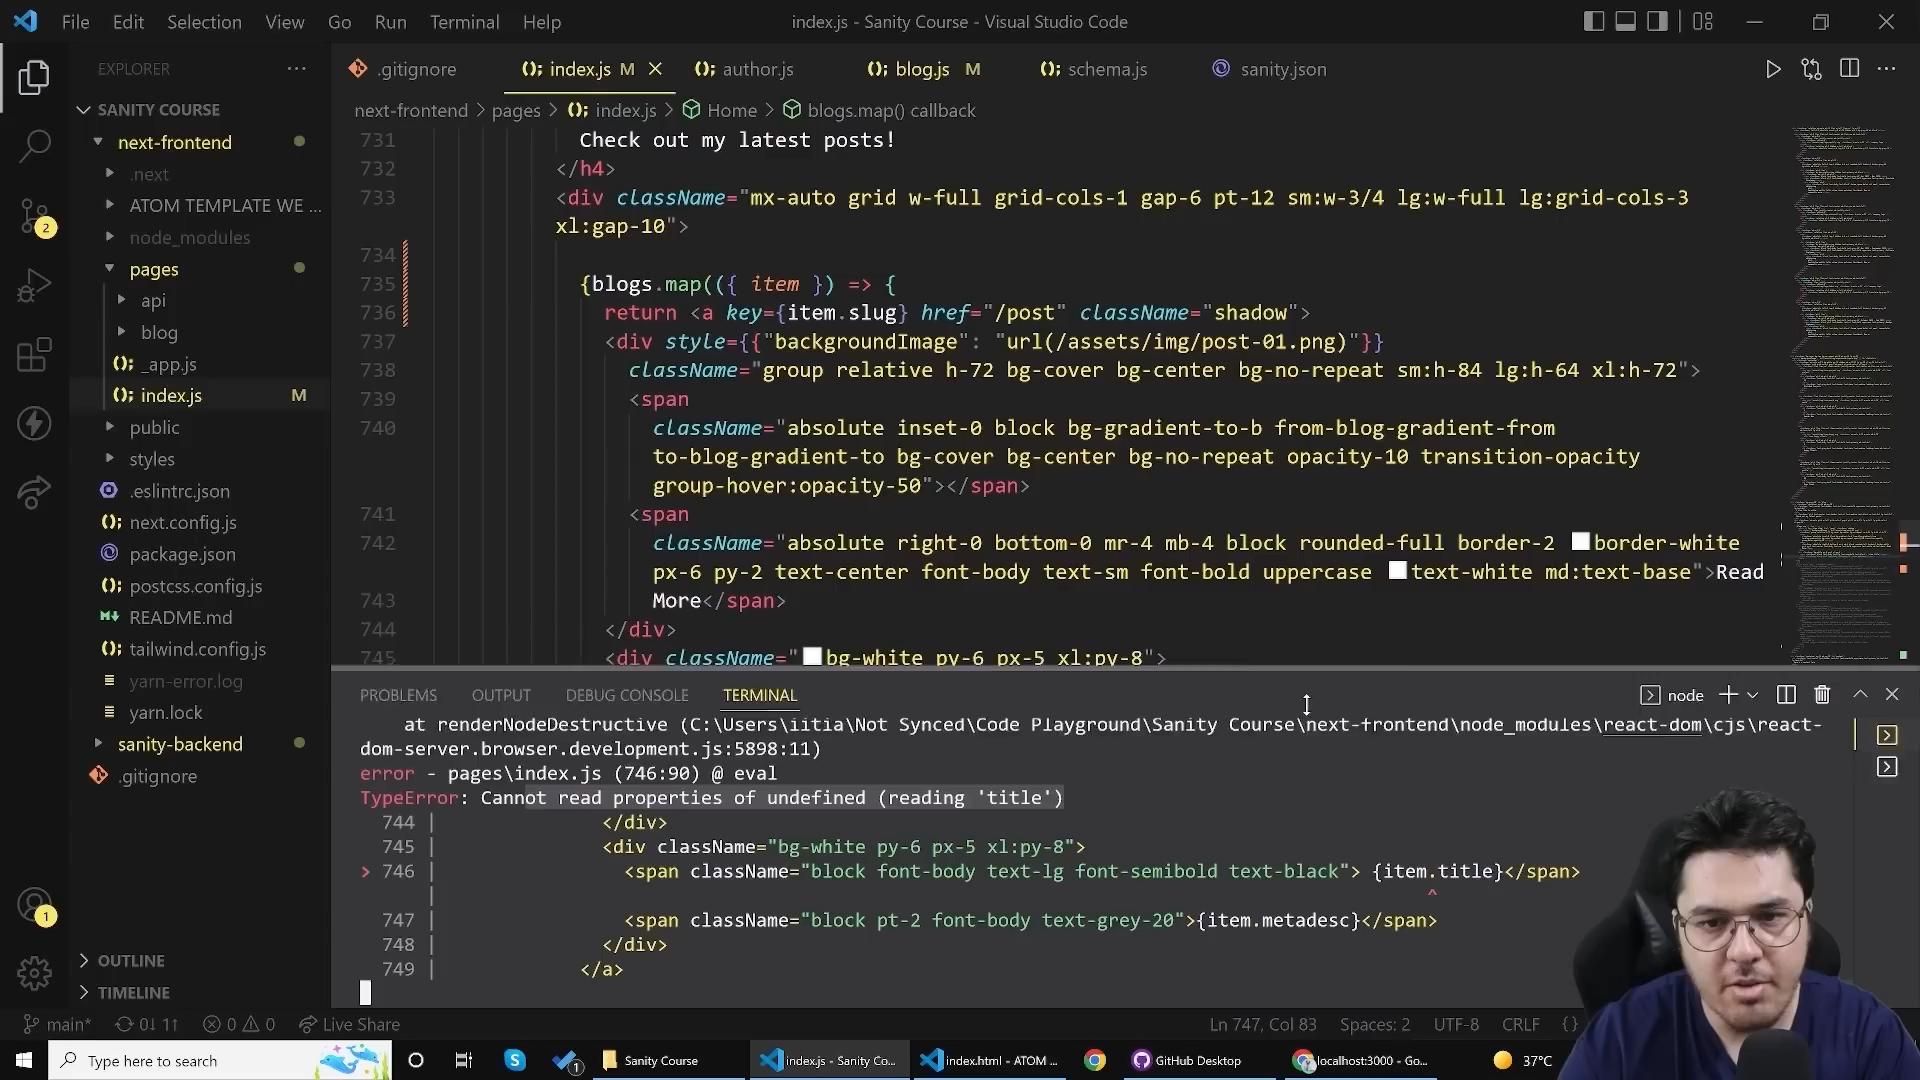 File Edit Selection View Go Run Terminal Help
index.js - Sanity Course - Visual Studio Code
EXPLORER
.gitignore
index.js M
author.js
blog.js M
schema.js
sanity.json
SANITY COURSE
next-frontend > pages > index.js > Home > blogs.map() callback
next-frontend
.next
ATOM TEMPLATE WE ...
node_modules
pages
api
blog
_app.js
index.js M
public
styles
.eslintrc.json
next.config.js
package.json
postcss.config.js
README.md
tailwind.config.js
yarn-error.log
yarn.lock
sanity-backend
.gitignore
OUTLINE
TIMELINE
2
1
731 Check out my latest posts!
732 </h4>
733 <div className="mx-auto grid w-full grid-cols-1 gap-6 pt-12 sm:w-3/4 lg:w-full lg:grid-cols-3
xl:gap-10">
734
735 {blogs.map(({ item }) => {
736 return <a key={item.slug} href="/post" className="shadow">
737 <div style={{"backgroundImage": "url(/assets/img/post-01.png)"}}
738 className="group relative h-72 bg-cover bg-center bg-no-repeat sm:h-84 lg:h-64 xl:h-72">
739 <span
740 className="absolute inset-0 block bg-gradient-to-b from-blog-gradient-from
to-blog-gradient-to bg-cover bg-center bg-no-repeat opacity-10 transition-opacity
group-hover:opacity-50"></span>
741 <span
742 className="absolute right-0 bottom-0 mr-4 mb-4 block rounded-full border-2 border-white
px-6 py-2 text-center font-body text-sm font-bold uppercase text-white md:text-base">Read
743 More</span>
744 </div>
745 <div className="bg-white py-6 px-5 xl:py-8">
PROBLEMS OUTPUT DEBUG CONSOLE TERMINAL
node
at renderNodeDestructive (C:\Users\iitia\Not Synced\Code Playground\Sanity Course\next-frontend\node_modules\react-dom\cjs\react-
dom-server.browser.development.js:5898:11)
error - pages\index.js (746:90) @ eval
TypeError: Cannot read properties of undefined (reading 'title')
744 | </div>
745 | <div className="bg-white py-6 px-5 xl:py-8">
> 746 | <span className="block font-body text-lg font-semibold text-black"> {item.title}</span>
| ^
747 | <span className="block pt-2 font-body text-grey-20">{item.metadesc}</span>
748 | </div>
749 | </a>
main* 0↓ 1↑ 0 0 Live Share
Ln 747, Col 83 Spaces: 2 UTF-8 CRLF {}
Type here to search
1
Sanity Course
index.js - Sanity Co...
index.html - ATOM ...
GitHub Desktop
localhost:3000 - Go...
37°C